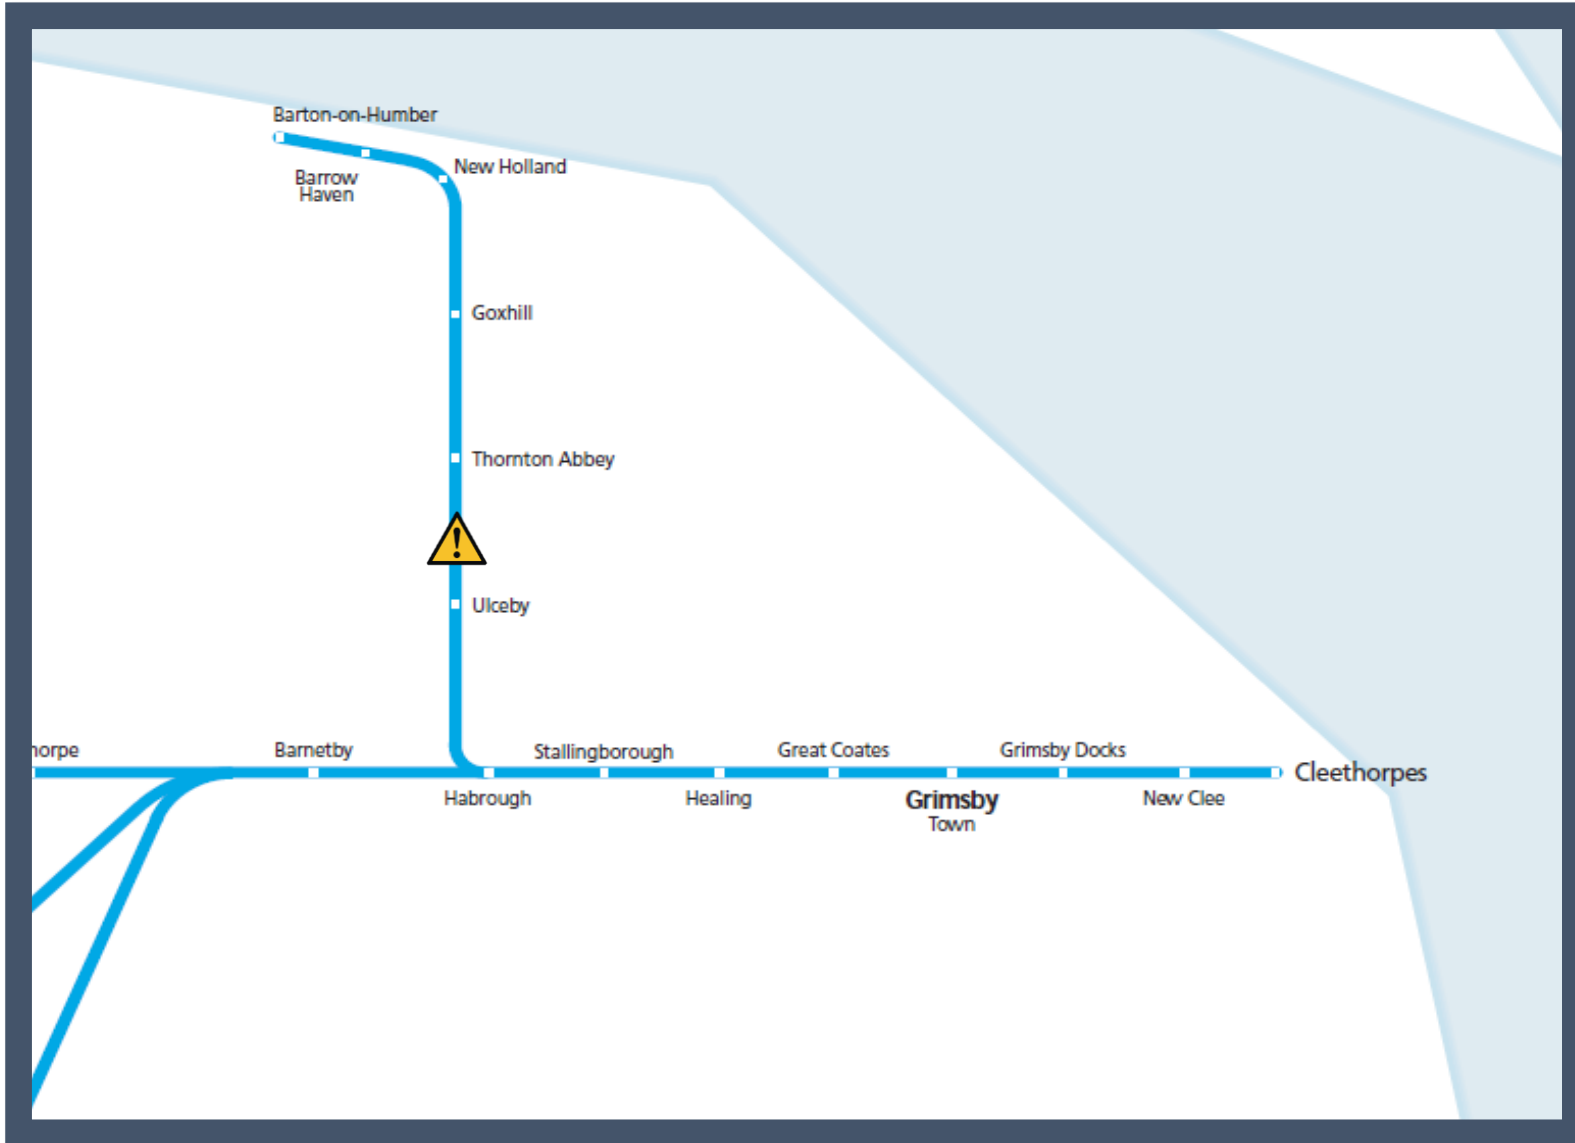 Barton-on-Humber
New Holland
Barrow
Haven
Goxhill
Thornton Abbey
!
Ulceby
horpe
Barnetby
Stallingborough
Great Coates
Grimsby Docks
Cleethorpes
Habrough
Healing
Grimsby
Town
New Clee